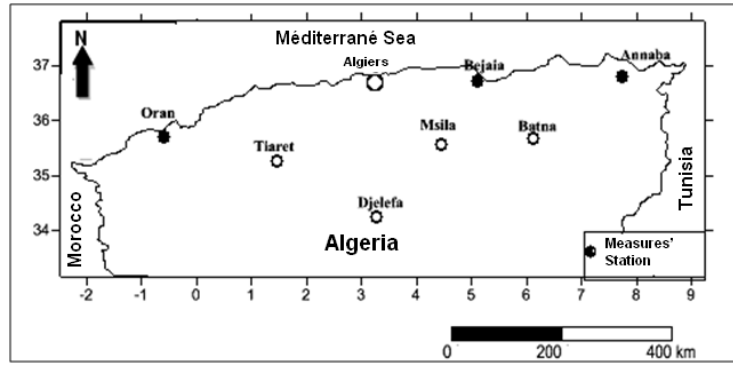 N
Méditerrané Sea
Algiers
Bejaia
Annaba
Oran
Tiaret
Msila
Batna
Djelefa
Algeria
Morocco
Tunisia
Measures'
Station
37
36
35
34
-2 -1 0 1 2 3 4 5 6 7 8 9
0 200 400 km